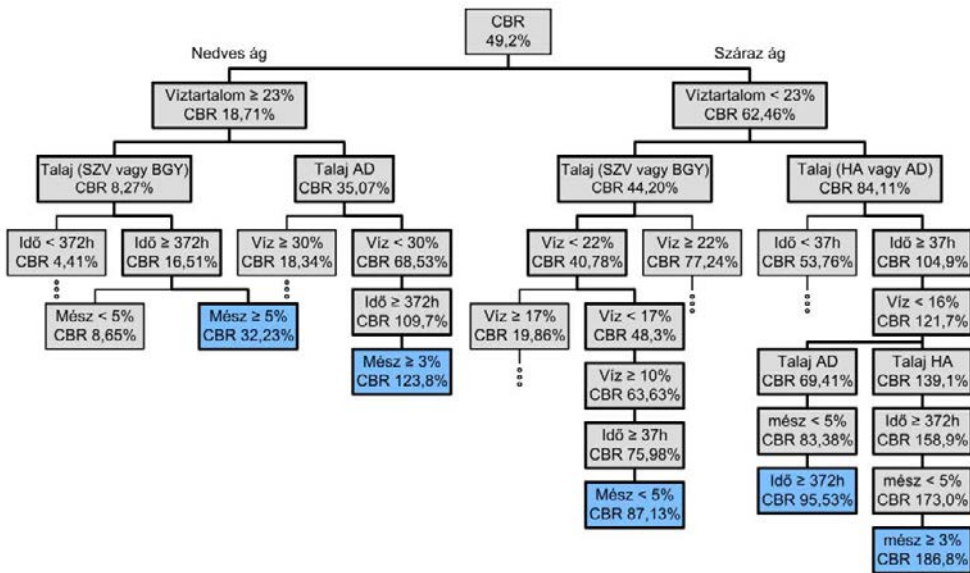 CBR
49,2%
Nedves ág
Száraz ág
Víztartalom ≥ 23%
CBR 18,71%
Víztartalom < 23%
CBR 62,46%
Talaj (SZV vagy BGY)
CBR 8,27%
Talaj AD
CBR 35,07%
Talaj (SZV vagy BGY)
CBR 44,20%
Talaj (HA vagy AD)
CBR 84,11%
Idő < 372h
CBR 4,41%
Idő ≥ 372h
CBR 16,51%
Víz ≥ 30%
CBR 18,34%
Víz < 30%
CBR 68,53%
Víz < 22%
CBR 40,78%
Víz ≥ 22%
CBR 77,24%
Idő < 37h
CBR 53,76%
Idő ≥ 37h
CBR 104,9%
Mész < 5%
CBR 8,65%
Mész ≥ 5%
CBR 32,23%
Idő ≥ 372h
CBR 109,7%
Víz ≥ 17%
CBR 19,86%
Víz < 17%
CBR 48,3%
Víz < 16%
CBR 121,7%
Mész ≥ 3%
CBR 123,8%
Víz ≥ 10%
CBR 63,63%
Talaj AD
CBR 69,41%
Talaj HA
CBR 139,1%
Idő ≥ 37h
CBR 75,98%
mész < 5%
CBR 83,38%
Idő ≥ 372h
CBR 158,9%
Mész < 5%
CBR 87,13%
Idő ≥ 372h
CBR 95,53%
mész < 5%
CBR 173,0%
mész ≥ 3%
CBR 186,8%